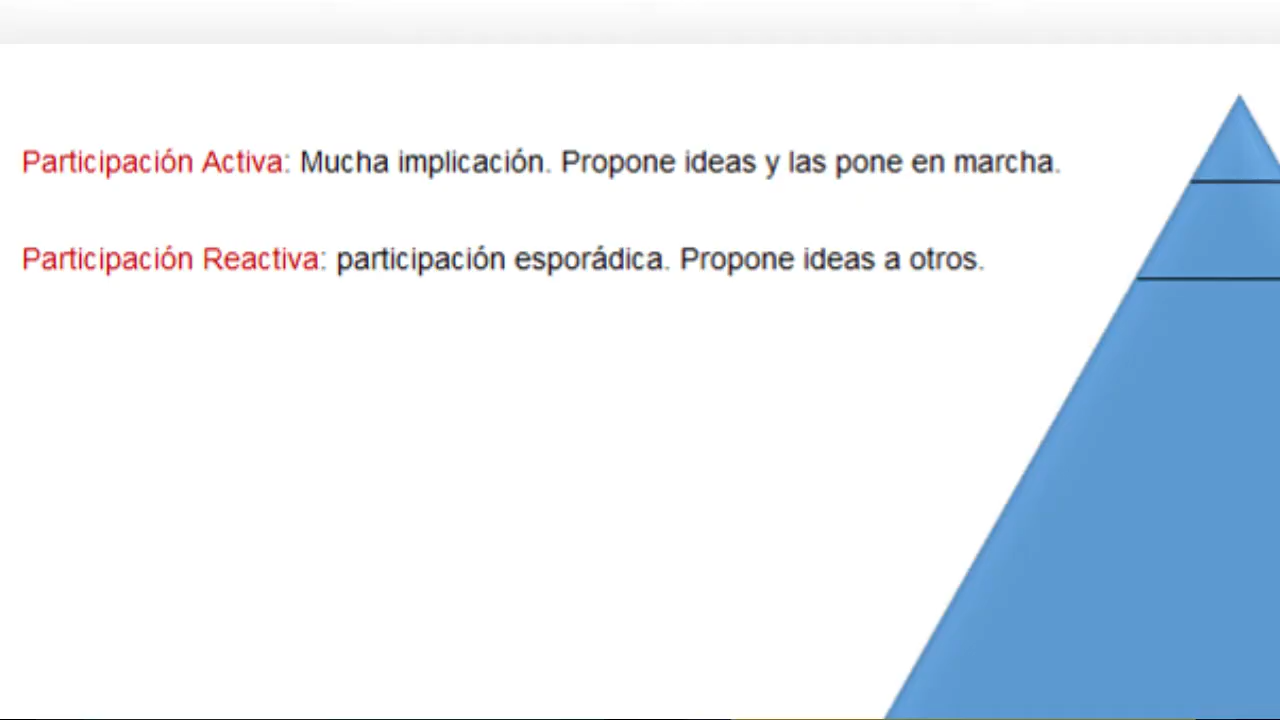 Participación Activa: Mucha implicación. Propone ideas y las pone en marcha.
Participación Reactiva: participación esporádica. Propone ideas a otros.